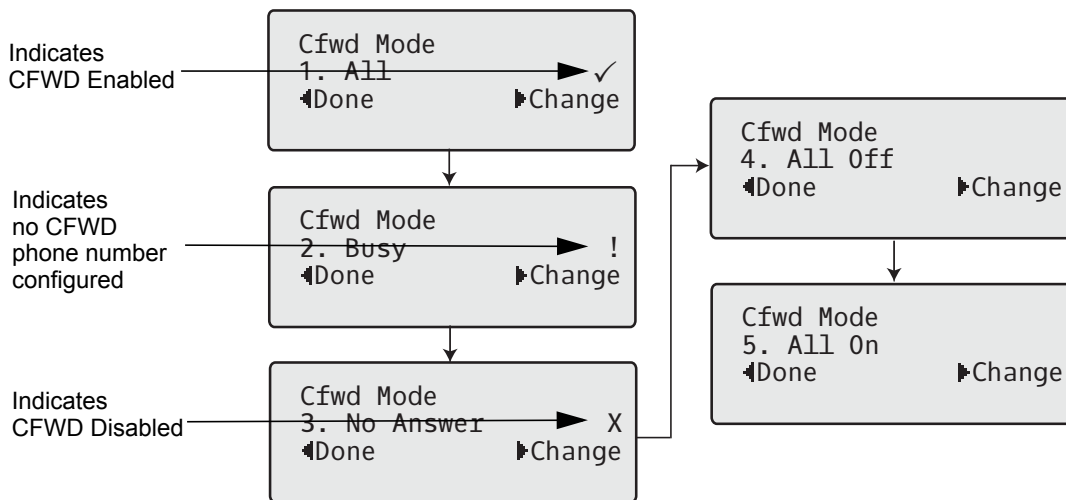 Indicates
CFWD Enabled
Cfwd Mode
1. All ✓
◀Done ▶Change
Indicates
no CFWD
phone number
configured
Cfwd Mode
2. Busy !
◀Done ▶Change
Indicates
CFWD Disabled
Cfwd Mode
3. No Answer X
◀Done ▶Change
Cfwd Mode
4. All Off
◀Done ▶Change
Cfwd Mode
5. All On
◀Done ▶Change